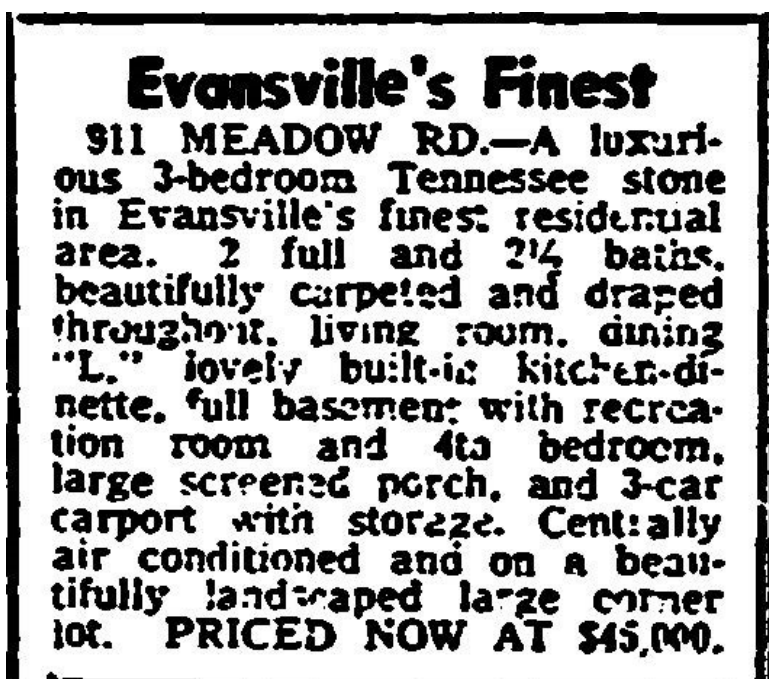 Evansville's Finest
911 MEADOW RD.—A luxuri-
ous 3-bedroom Tennessee stone
in Evansville's finest residential
area. 2 full and 2½ baths,
beautifully carpeted and draped
throughout, living room, dining
"L," lovely built-in kitchen-di-
nette, full basement with recrea-
tion room and 4th bedroom,
large screened porch, and 3-car
carport with storage. Centrally
air conditioned and on a beau-
tifully landscaped large corner
lot. PRICED NOW AT $45,000.